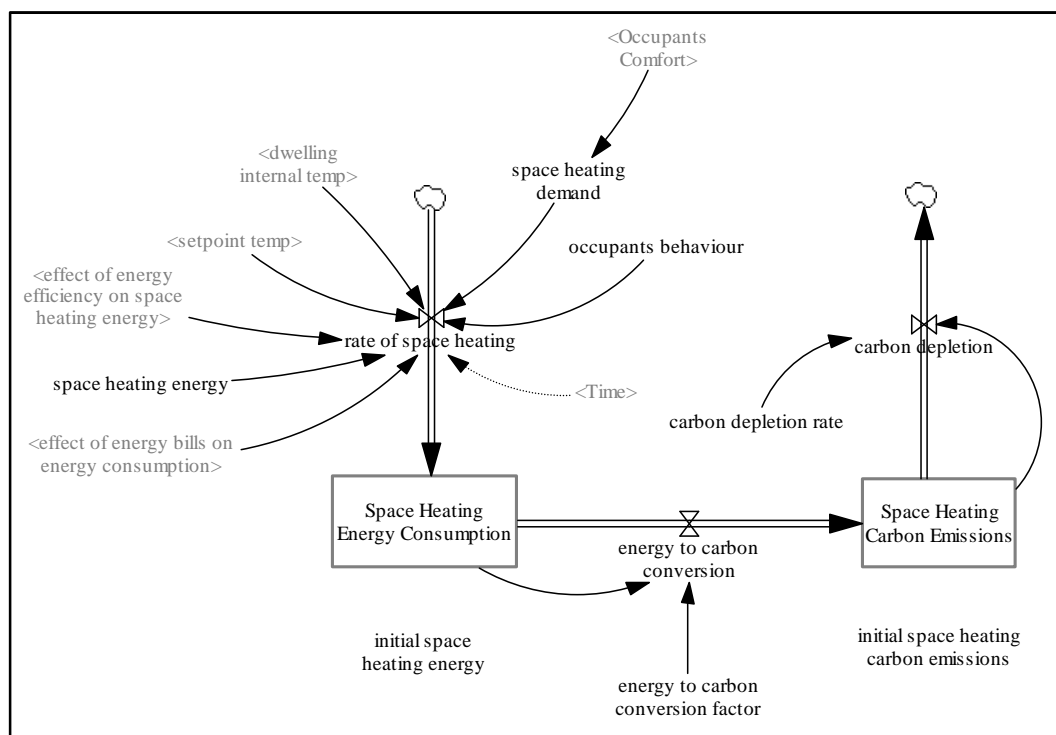 <Occupants
Comfort>
<dwelling
internal temp>
space heating
demand
<setpoint temp>
occupants behaviour
<effect of energy
efficiency on space
heating energy>
rate of space heating
carbon depletion
space heating energy
<Time>
carbon depletion rate
<effect of energy bills on
energy consumption>
Space Heating
Energy Consumption
Space Heating
Carbon Emissions
energy to carbon
conversion
initial space
heating energy
initial space heating
carbon emissions
energy to carbon
conversion factor